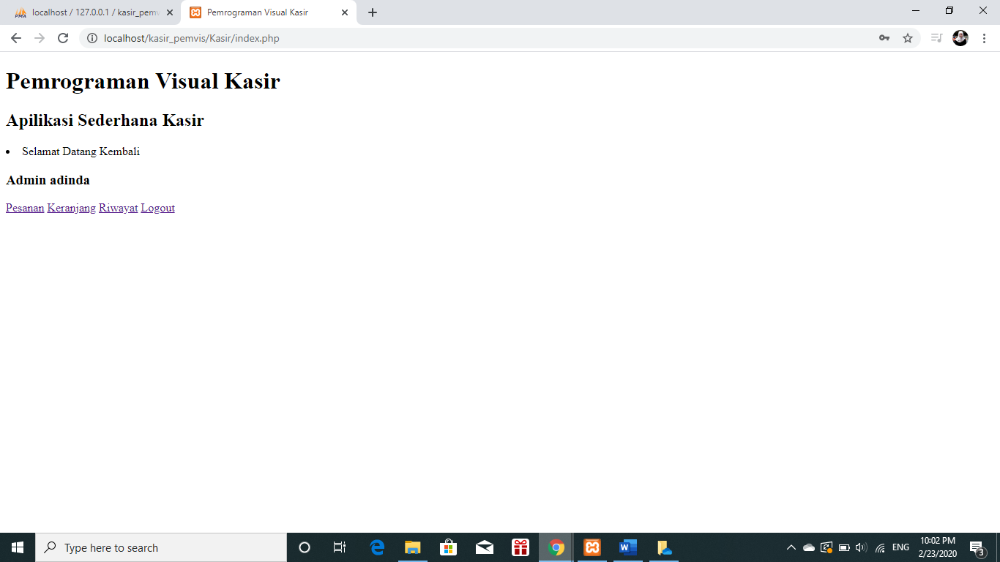 localhost / 127.0.0.1 / kasir_pemv
Pemrograman Visual Kasir
localhost/kasir_pemvis/Kasir/index.php
Pemrograman Visual Kasir
Apilikasi Sederhana Kasir
Selamat Datang Kembali
Admin adinda
Pesanan Keranjang Riwayat Logout
Type here to search
ENG
10:02 PM
2/23/2020
3